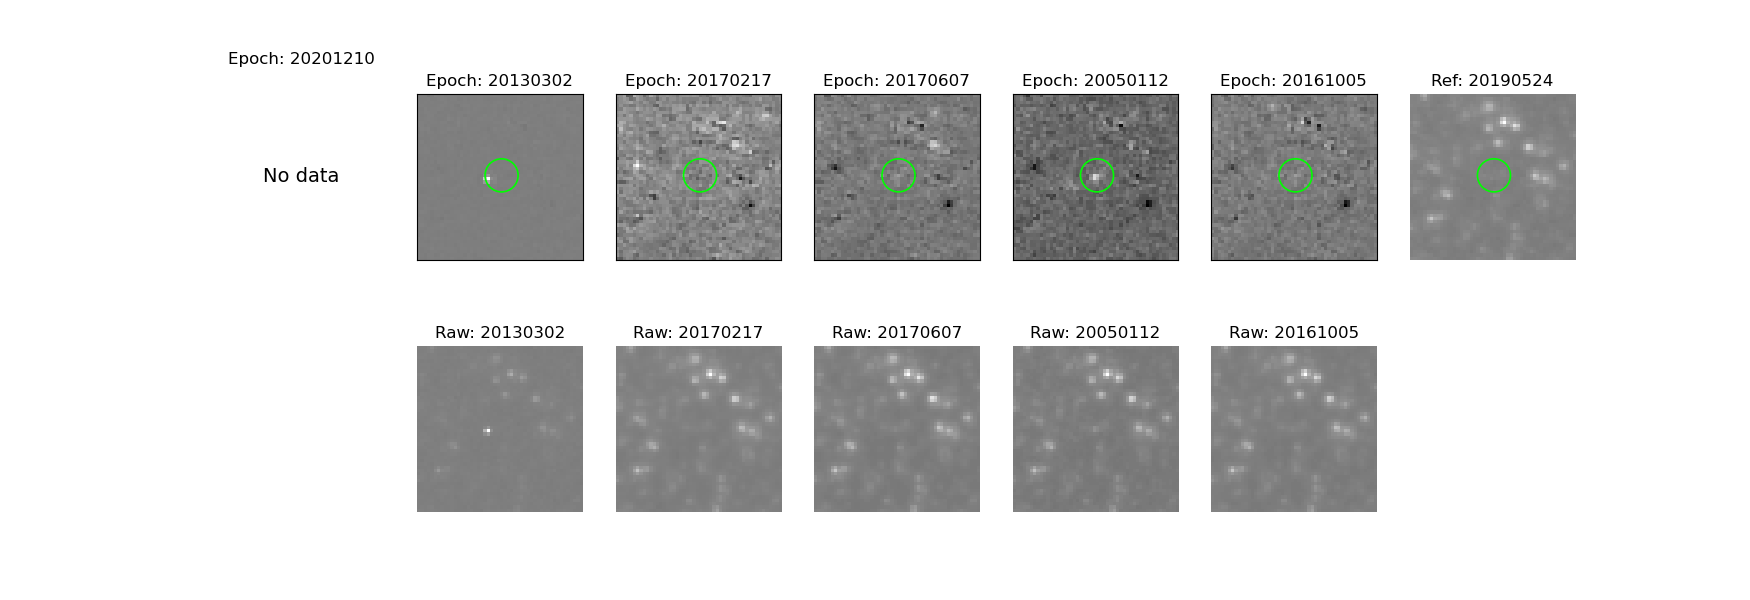 Epoch: 20201210
Epoch: 20130302
Epoch: 20170217
Epoch: 20170607
Epoch: 20050112
Epoch: 20161005
Ref: 20190524
No data
Raw: 20130302
Raw: 20170217
Raw: 20170607
Raw: 20050112
Raw: 20161005